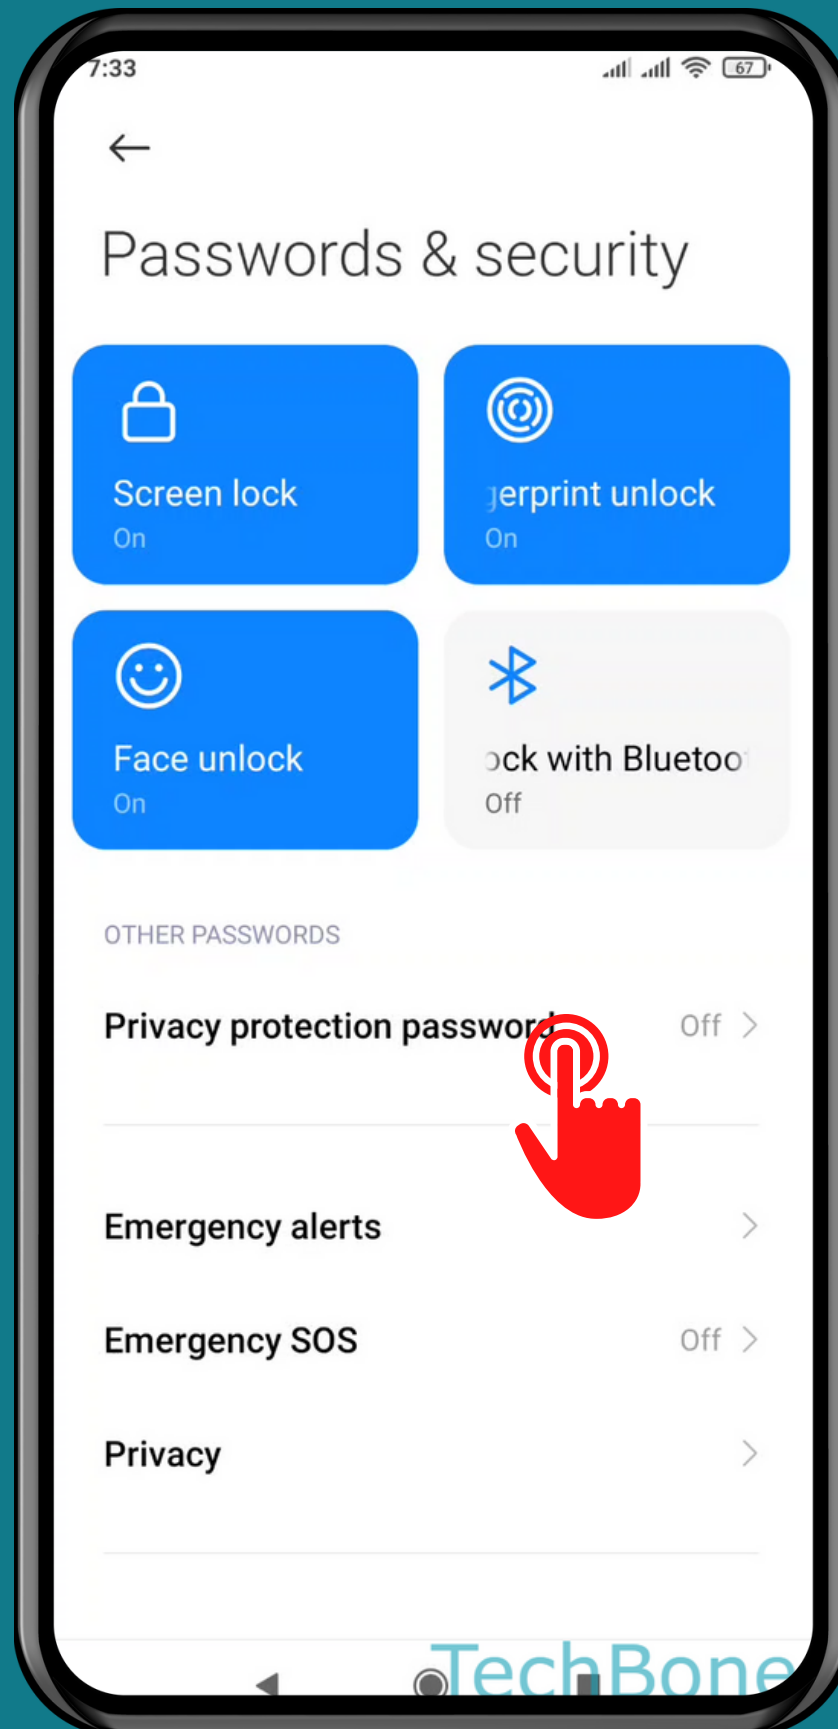 7:33
67
Passwords & security
Screen lock
On
gerprint unlock
On
Face unlock
On
ock with Bluetoo
Off
OTHER PASSWORDS
Privacy protection password
Off
Emergency alerts
Emergency SOS
Off
Privacy
TechBone